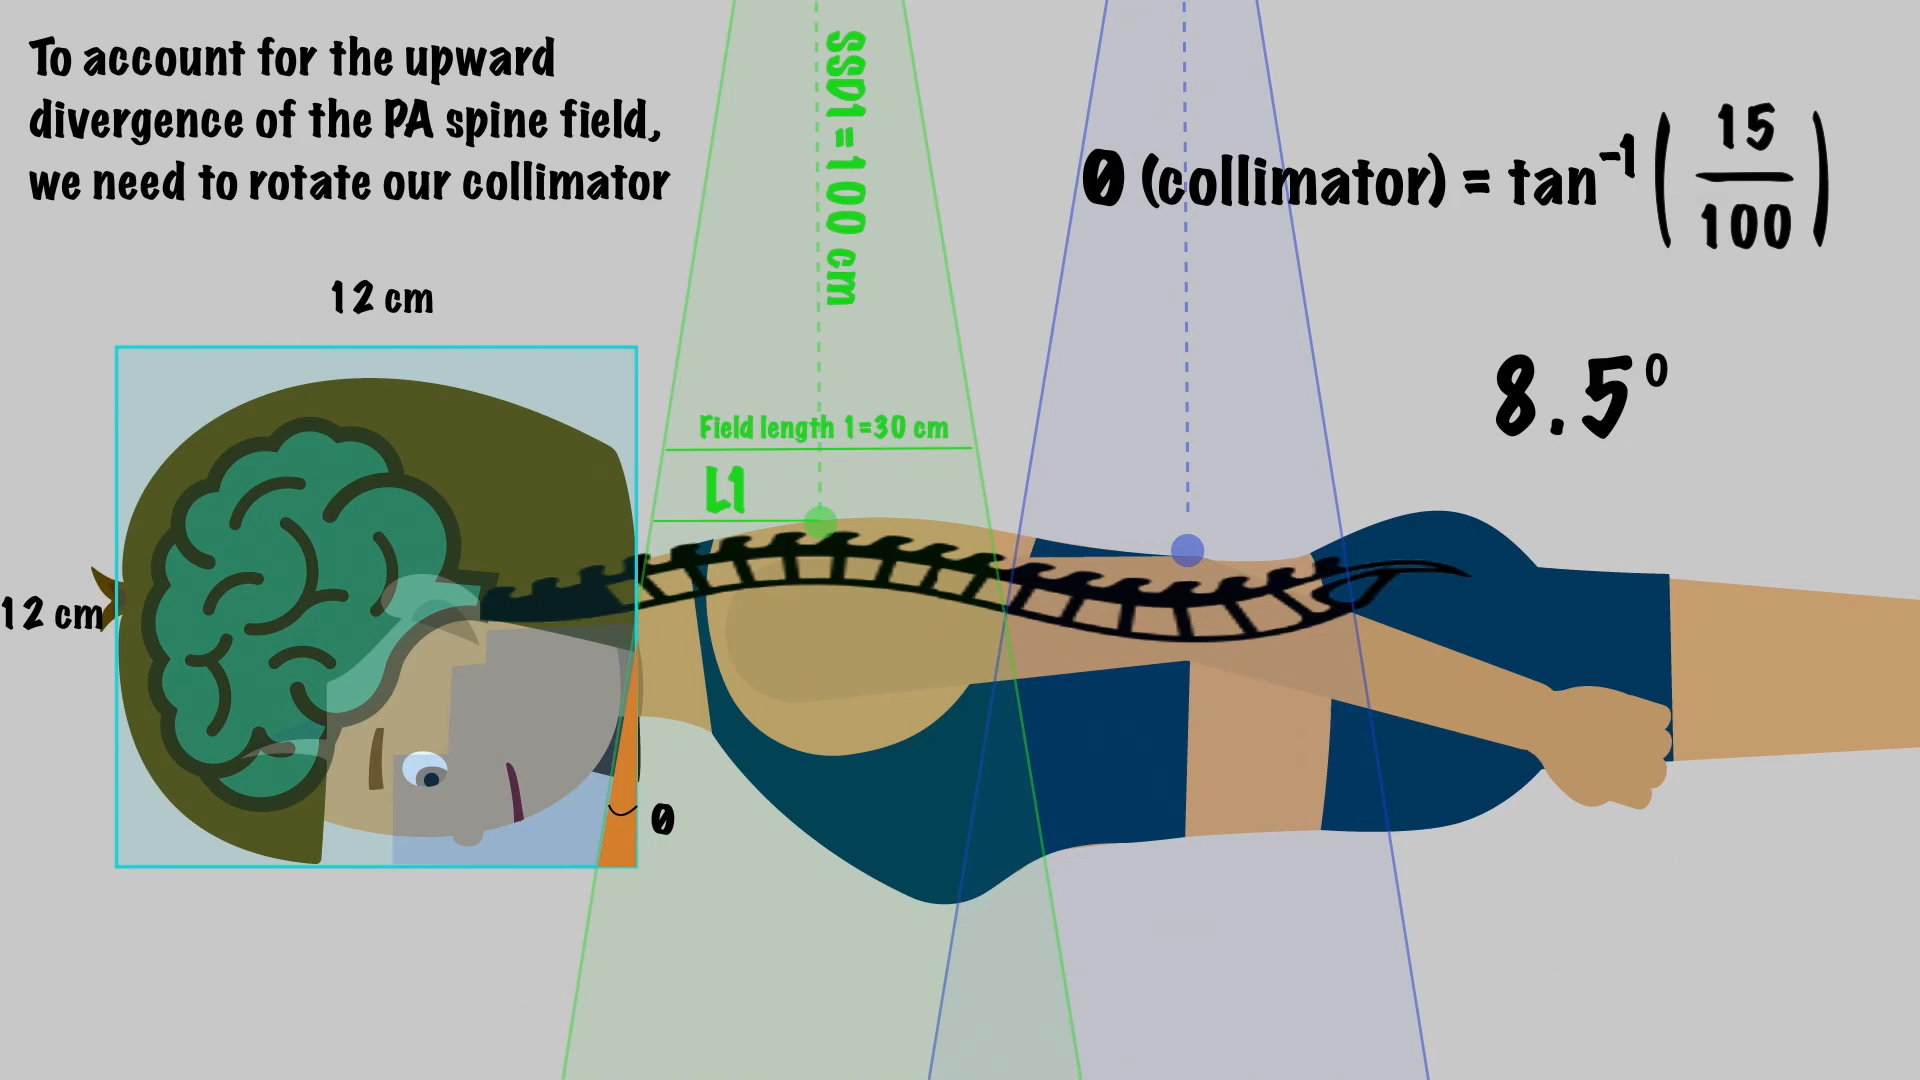 To account for the upward
divergence of the PA spine field,
we need to rotate our collimator
SSD1=100 cm
Ø (collimator) = tan⁻¹ (15/100)
12 cm
8.5⁰
Field length 1=30 cm
L1
12 cm
Ø